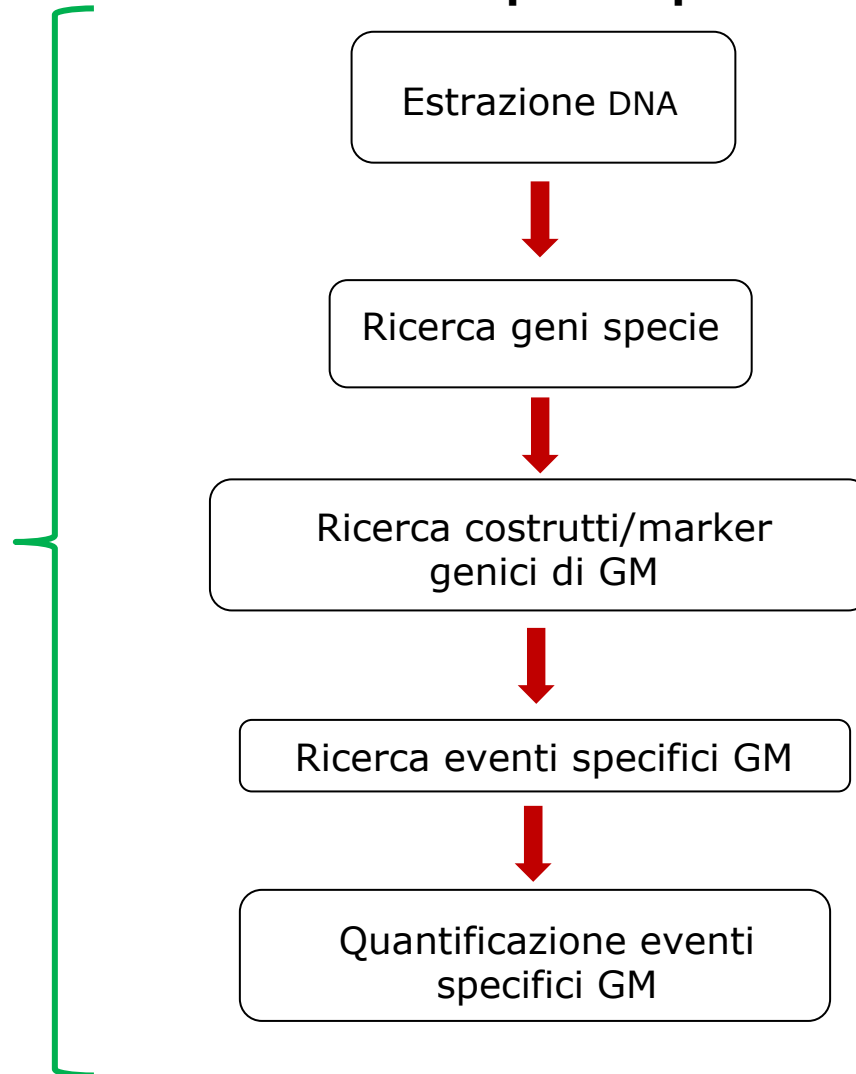 Estrazione DNA
Ricerca geni specie
Ricerca costrutti/marker
genici di GM
Ricerca eventi specifici GM
Quantificazione eventi
specifici GM